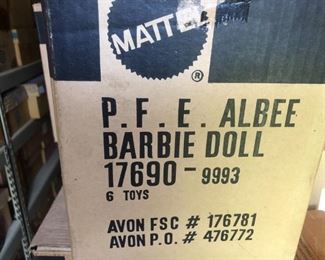 MATTEL
®
P.F.E. ALBEE
BARBIE DOLL
17690-9993
6 TOYS
AVON FSC # 176781
AVON P.O. # 476772